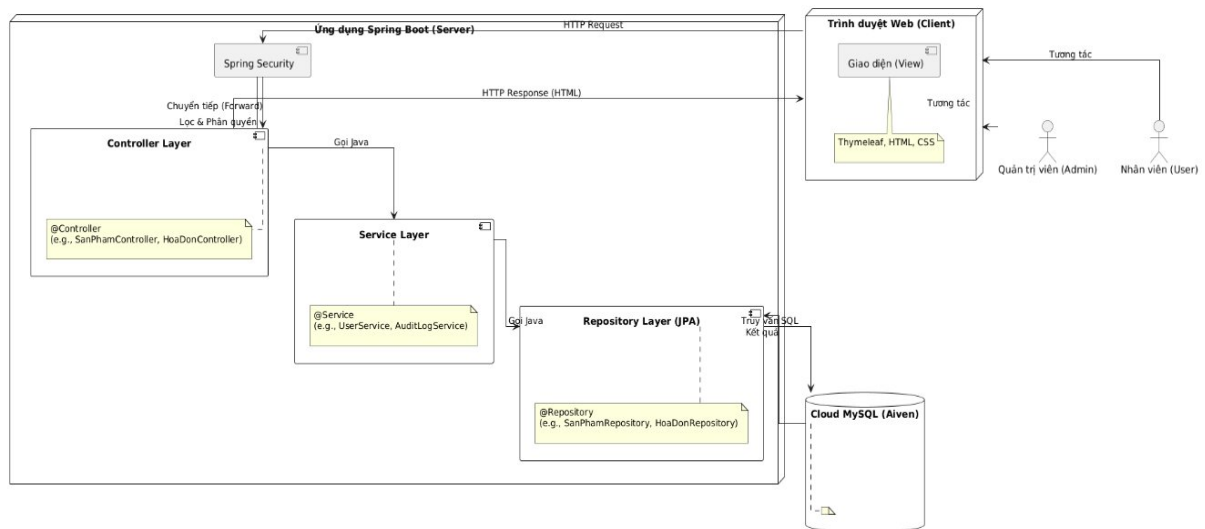 Ứng dụng Spring Boot (Server)
HTTP Request
Trình duyệt Web (Client)
Spring Security
Giao diện (View)
Tương tác
Chuyển tiếp (Forward)
Lọc & Phân quyền
HTTP Response (HTML)
Tương tác
Controller Layer
Gọi Java
Thymeleaf, HTML, CSS
Quản trị viên (Admin)
Nhân viên (User)
@Controller
(e.g., SanPhamController, HoaDonController)
Service Layer
@Service
(e.g., UserService, AuditLogService)
Gọi Java
Repository Layer (JPA)
Truy vấn SQL
Kết quả
@Repository
(e.g., SanPhamRepository, HoaDonRepository)
Cloud MySQL (Aiven)